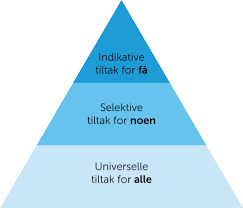 Indikative
tiltak for få
Selektive
tiltak for noen
Universelle
tiltak for alle